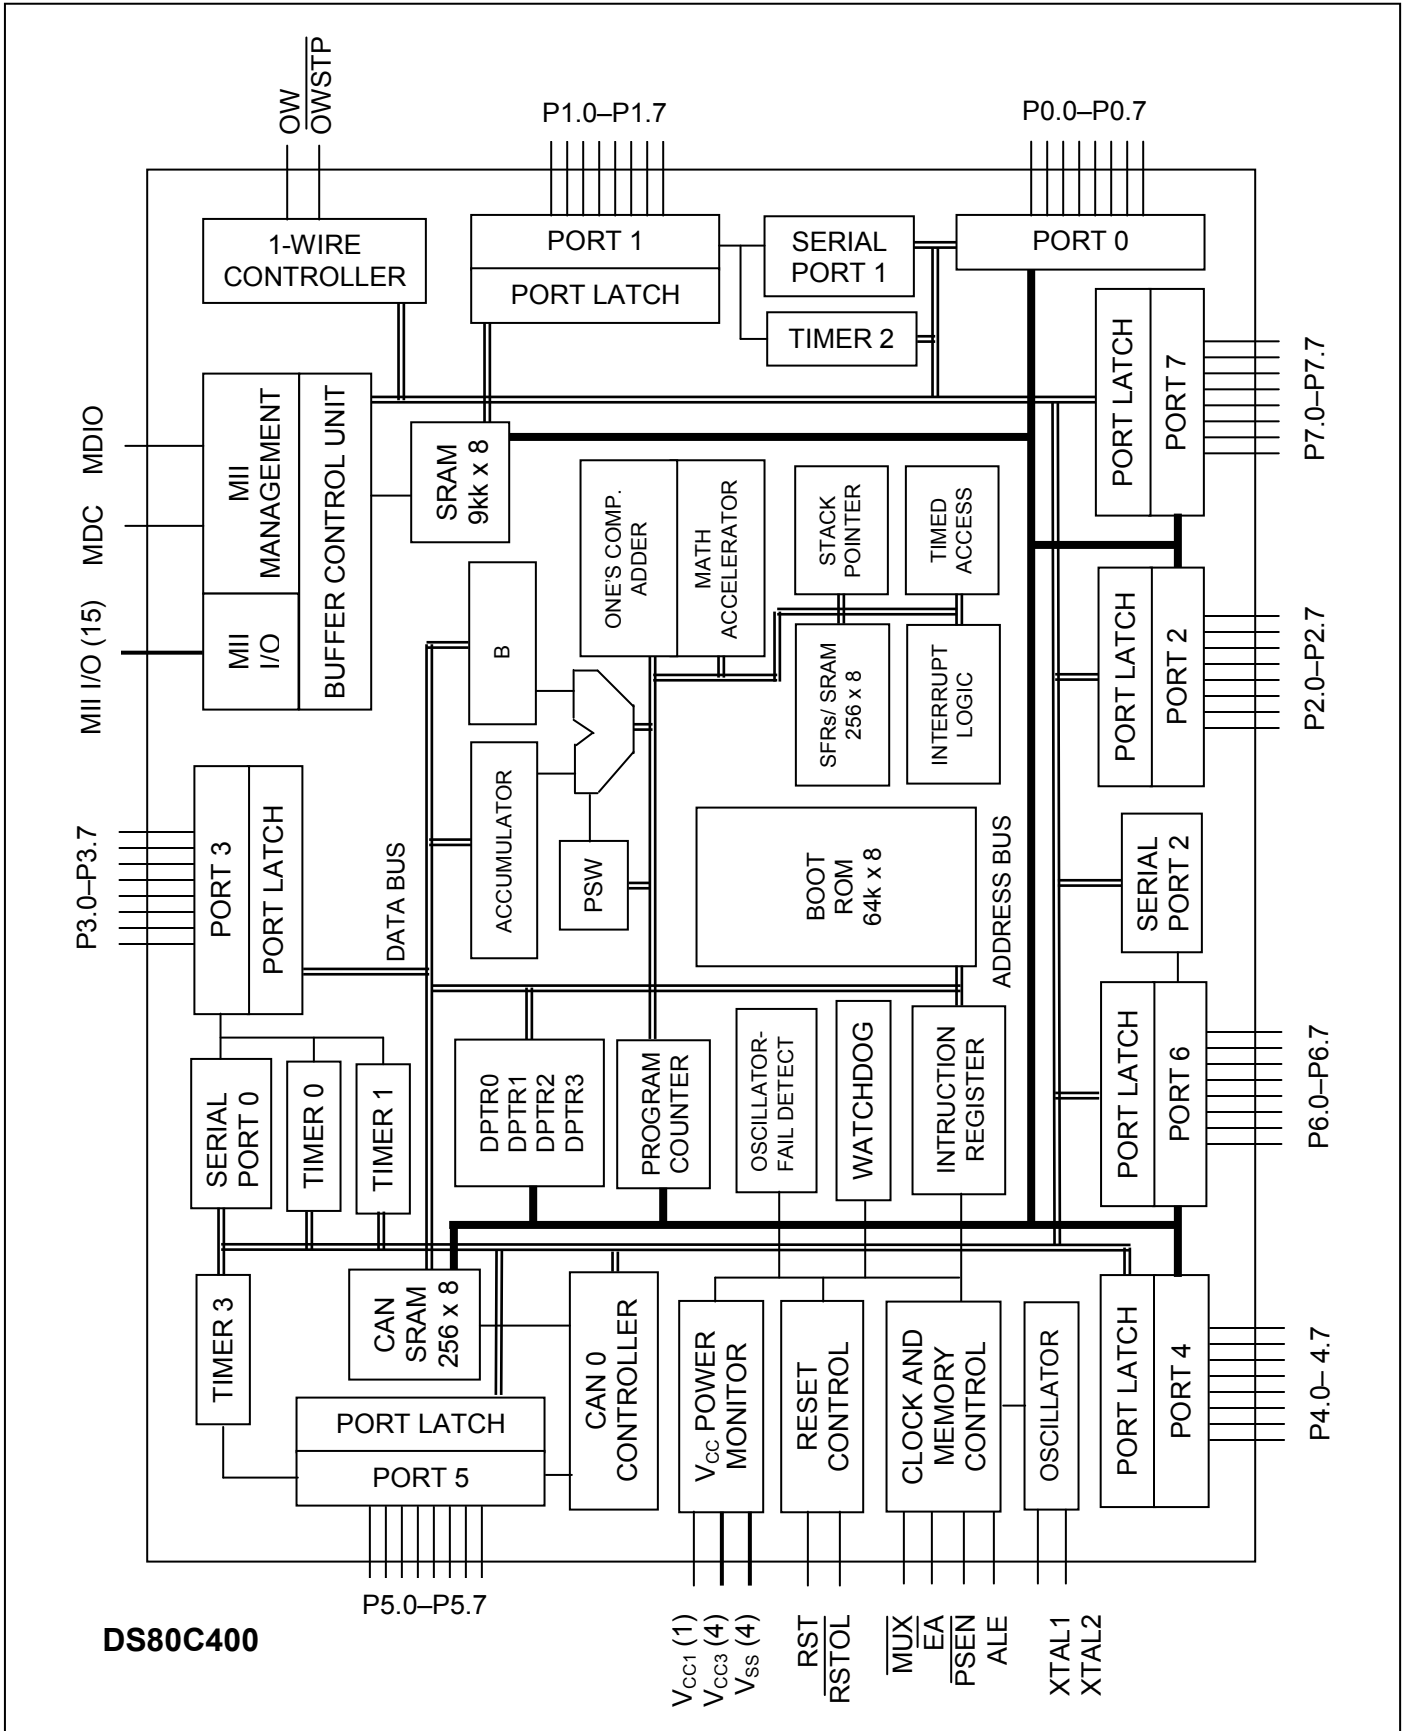 OW
OWSTP
P1.0–P1.7
P0.0–P0.7
1-WIRE
CONTROLLER
PORT 1
PORT LATCH
SERIAL
PORT 1
TIMER 2
PORT 0
MDIO
MDC
MII I/O (15)
MII
MANAGEMENT
MII
I/O
BUFFER CONTROL UNIT
SRAM
9kk x 8
PORT LATCH
PORT 7
P7.0–P7.7
ONE'S COMP.
ADDER
MATH
ACCELERATOR
STACK
POINTER
TIMED
ACCESS
B
SFRs/ SRAM
256 x 8
INTERRUPT
LOGIC
PORT LATCH
PORT 2
P2.0–P2.7
P3.0–P3.7
PORT 3
PORT LATCH
DATA BUS
ACCUMULATOR
PSW
BOOT
ROM
64k x 8
ADDRESS BUS
SERIAL
PORT 2
SERIAL
PORT 0
TIMER 0
TIMER 1
DPTR0
DPTR1
DPTR2
DPTR3
PROGRAM
COUNTER
OSCILLATOR-
FAIL DETECT
WATCHDOG
INTRUCTION
REGISTER
PORT LATCH
PORT 6
P6.0–P6.7
TIMER 3
CAN
SRAM
256 x 8
CAN 0
CONTROLLER
VCC POWER
MONITOR
RESET
CONTROL
CLOCK AND
MEMORY
CONTROL
OSCILLATOR
PORT LATCH
PORT 4
P4.0– 4.7
PORT LATCH
PORT 5
P5.0–P5.7
VCC1 (1)
VCC3 (4)
VSS (4)
RST
RSTOL
MUX
EA
PSEN
ALE
XTAL1
XTAL2
DS80C400